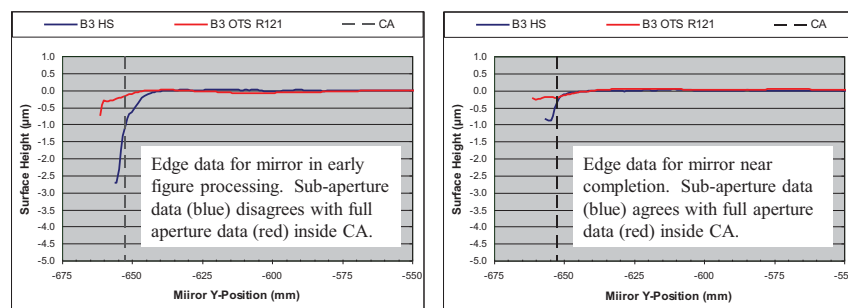 B3 HS B3 OTS R121 CA
1.0
0.5
0.0
-0.5
-1.0
-1.5
-2.0
-2.5
-3.0
-3.5
-4.0
-4.5
-5.0
Surface Height (µm)
Edge data for mirror in early
figure processing. Sub-aperture
data (blue) disagrees with full
aperture data (red) inside CA.
-675 -650 -625 -600 -575 -550
Miiror Y-Position (mm)
B3 HS B3 OTS R121 CA
1.0
0.5
0.0
-0.5
-1.0
-1.5
-2.0
-2.5
-3.0
-3.5
-4.0
-4.5
-5.0
Surface Height (µm)
Edge data for mirror near
completion. Sub-aperture data
(blue) agrees with full aperture
data (red) inside CA.
-675 -650 -625 -600 -575 -550
Miiror Y-Position (mm)